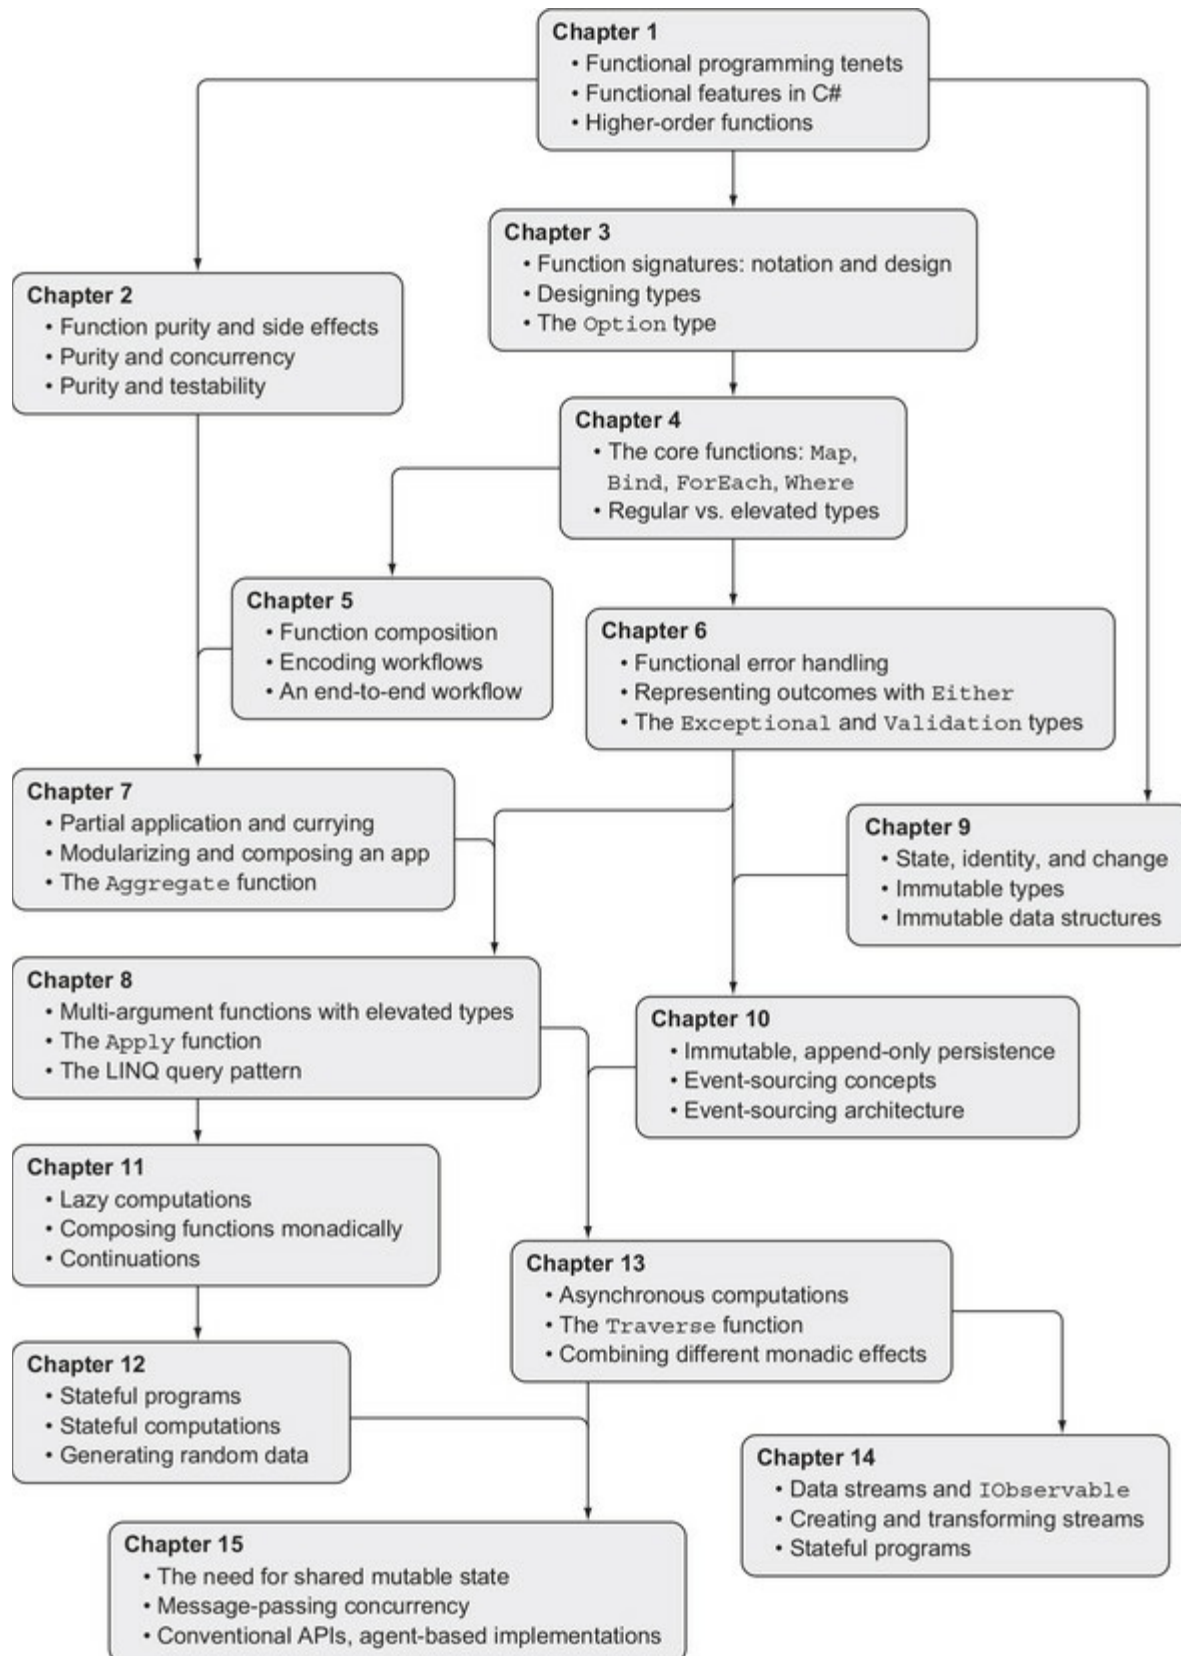 Chapter 1
• Functional programming tenets
• Functional features in C#
• Higher-order functions
Chapter 3
• Function signatures: notation and design
• Designing types
• The Option type
Chapter 2
• Function purity and side effects
• Purity and concurrency
• Purity and testability
Chapter 4
• The core functions: Map,
Bind, ForEach, Where
• Regular vs. elevated types
Chapter 5
• Function composition
• Encoding workflows
• An end-to-end workflow
Chapter 6
• Functional error handling
• Representing outcomes with Either
• The Exceptional and Validation types
Chapter 7
• Partial application and currying
• Modularizing and composing an app
• The Aggregate function
Chapter 9
• State, identity, and change
• Immutable types
• Immutable data structures
Chapter 8
• Multi-argument functions with elevated types
• The Apply function
• The LINQ query pattern
Chapter 10
• Immutable, append-only persistence
• Event-sourcing concepts
• Event-sourcing architecture
Chapter 11
• Lazy computations
• Composing functions monadically
• Continuations
Chapter 13
• Asynchronous computations
• The Traverse function
• Combining different monadic effects
Chapter 12
• Stateful programs
• Stateful computations
• Generating random data
Chapter 14
• Data streams and IObservable
• Creating and transforming streams
• Stateful programs
Chapter 15
• The need for shared mutable state
• Message-passing concurrency
• Conventional APIs, agent-based implementations